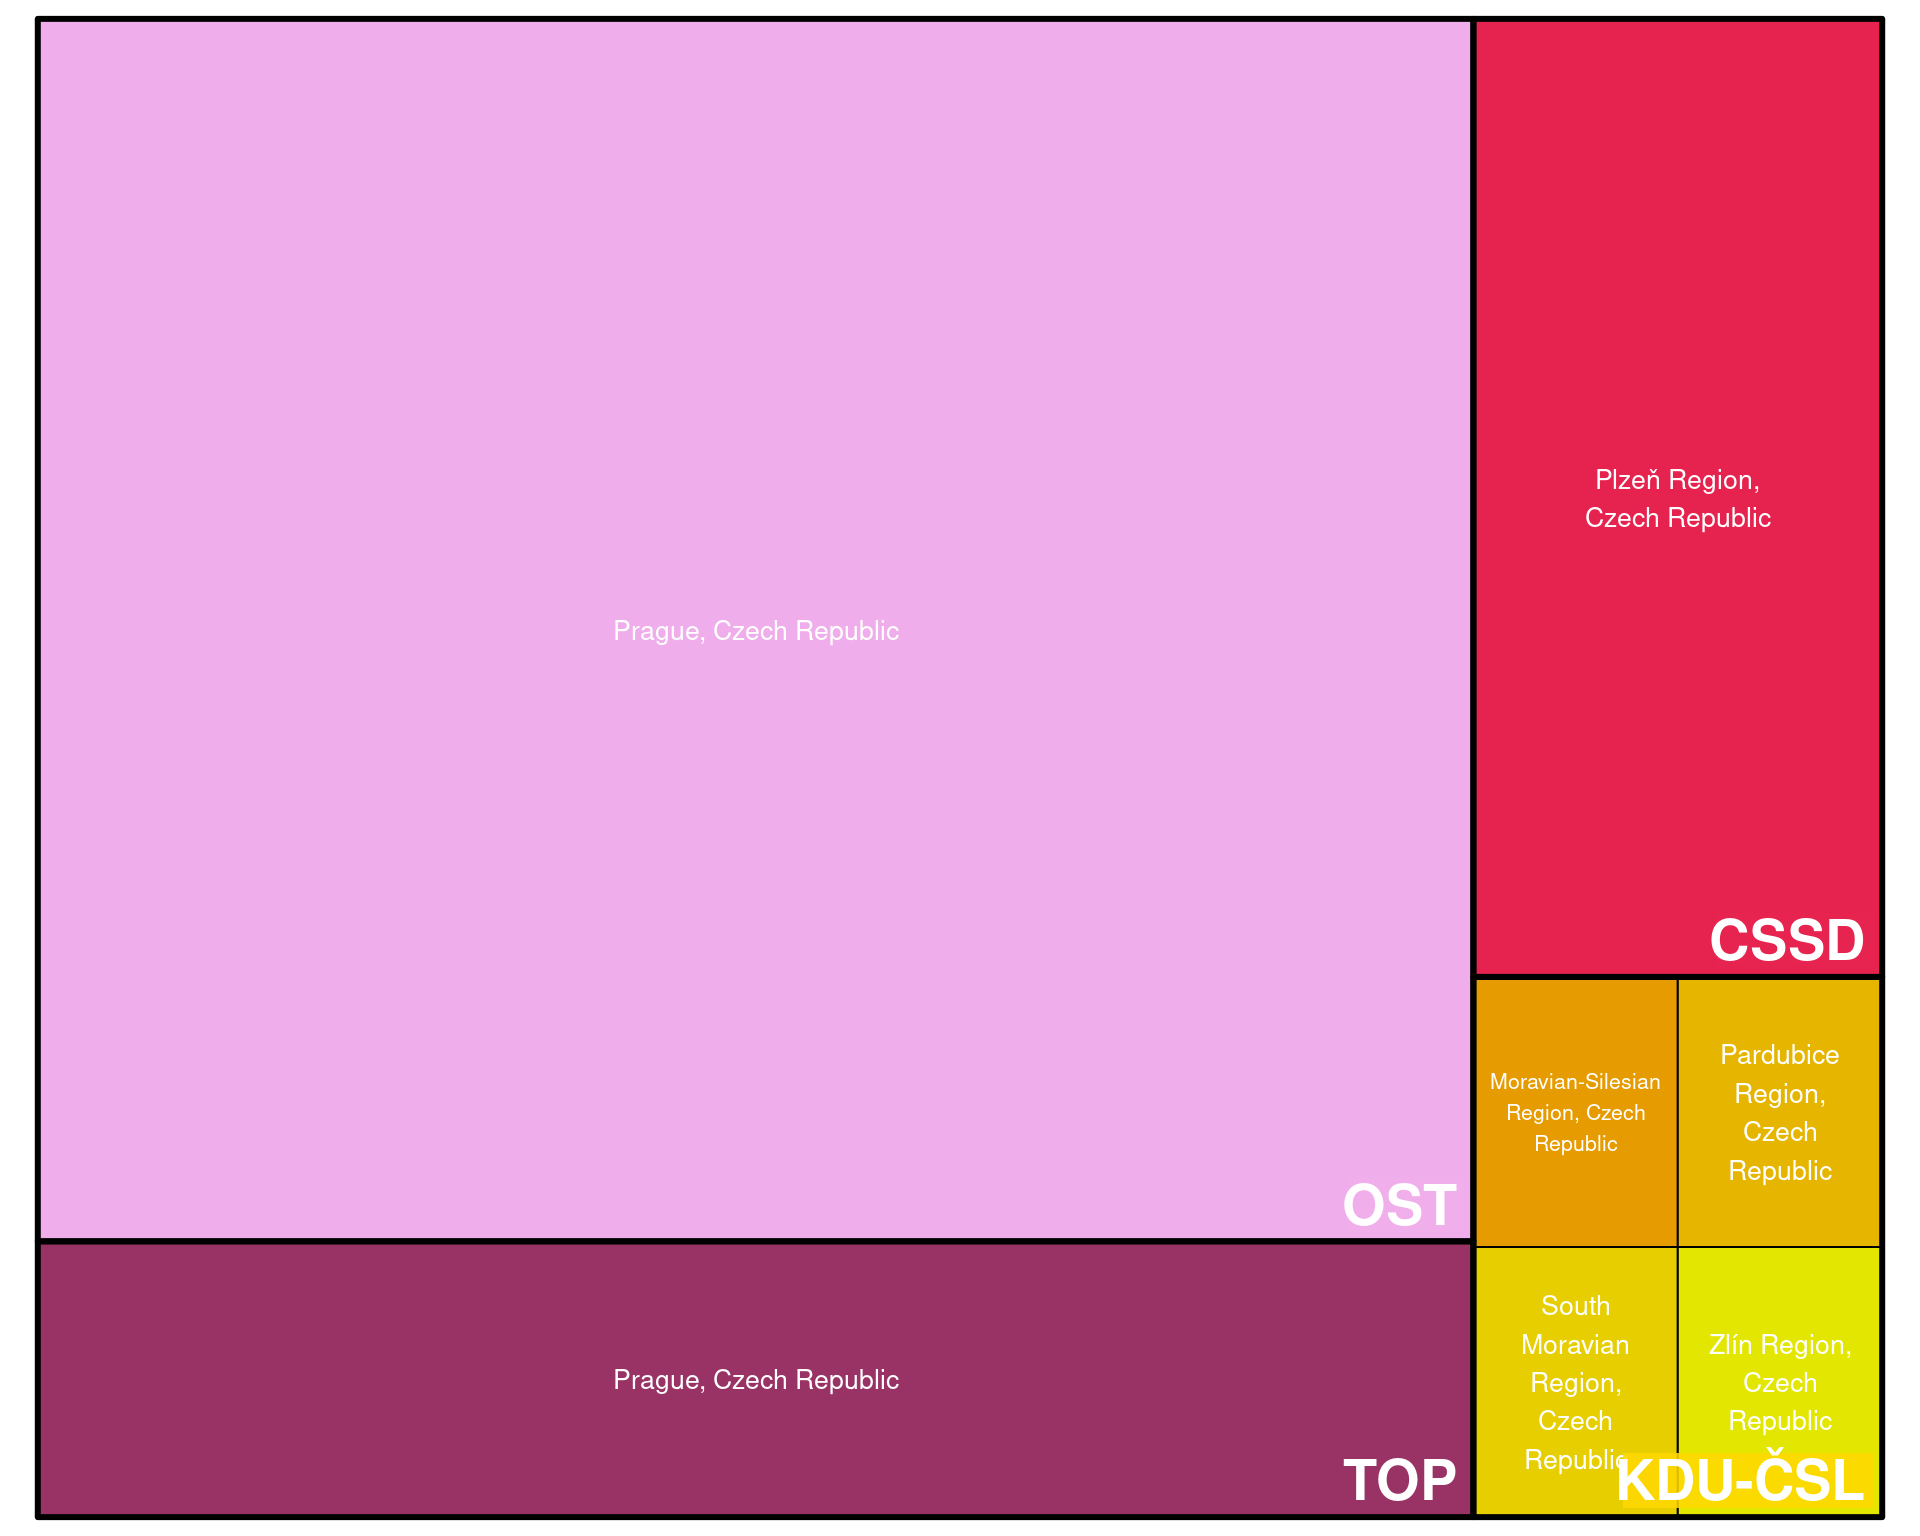 Prague, Czech Republic
OST
Prague, Czech Republic
TOP
Plzeň Region,
Czech Republic
CSSD
Moravian-Silesian
Region, Czech
Republic
Pardubice
Region,
Czech
Republic
South
Moravian
Region,
Czech
Republic
Zlín Region,
Czech
Republic
KDU-ČSL